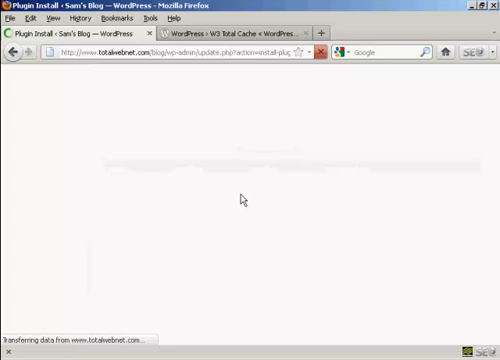 Plugin Install ‹ Sam's Blog — WordPress - Mozilla Firefox
File Edit View History Bookmarks Tools Help
Plugin Install ‹ Sam's Blog — WordPress
WordPress › W3 Total Cache « WordPress...
http://www.totalwebnet.com/blog/wp-admin/update.php?action=install-plug
Google
SEO
Transferring data from www.totalwebnet.com...
SEO